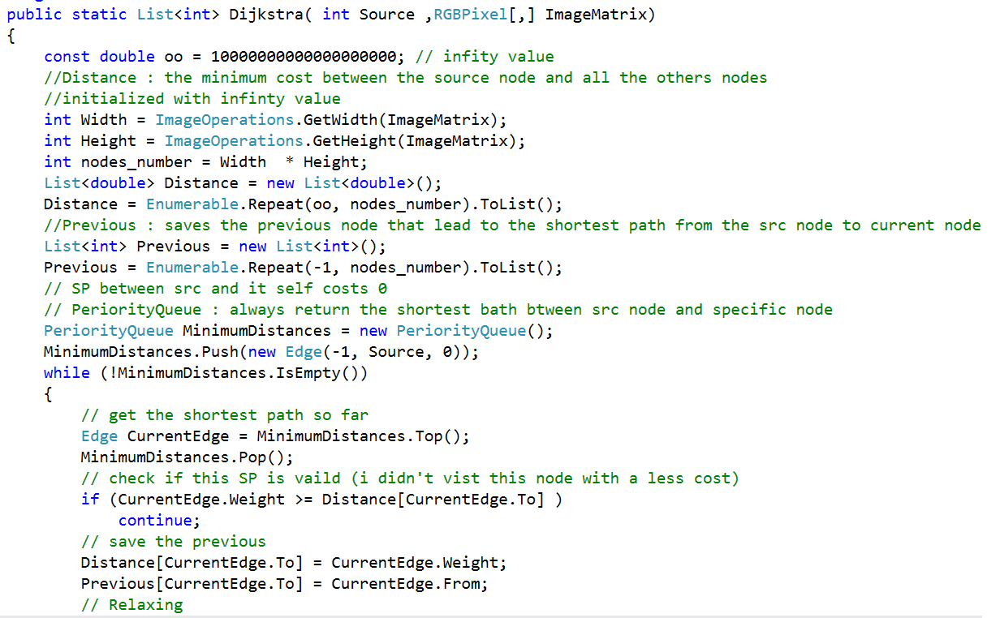 public static List<int> Dijkstra( int Source ,RGBPixel[,] ImageMatrix)
{
    const double oo = 10000000000000000000; // infity value
    //Distance : the minimum cost between the source node and all the others nodes
    //initialized with infinty value
    int Width = ImageOperations.GetWidth(ImageMatrix);
    int Height = ImageOperations.GetHeight(ImageMatrix);
    int nodes_number = Width  * Height;
    List<double> Distance = new List<double>();
    Distance = Enumerable.Repeat(oo, nodes_number).ToList();
    //Previous : saves the previous node that lead to the shortest path from the src node to current node
    List<int> Previous = new List<int>();
    Previous = Enumerable.Repeat(-1, nodes_number).ToList();
    // SP between src and it self costs 0
    // PeriorityQueue : always return the shortest bath btween src node and specific node
    PeriorityQueue MinimumDistances = new PeriorityQueue();
    MinimumDistances.Push(new Edge(-1, Source, 0));
    while (!MinimumDistances.IsEmpty())
    {
        // get the shortest path so far
        Edge CurrentEdge = MinimumDistances.Top();
        MinimumDistances.Pop();
        // check if this SP is vaild (i didn't vist this node with a less cost)
        if (CurrentEdge.Weight >= Distance[CurrentEdge.To] )
            continue;
        // save the previous
        Distance[CurrentEdge.To] = CurrentEdge.Weight;
        Previous[CurrentEdge.To] = CurrentEdge.From;
        // Relaxing